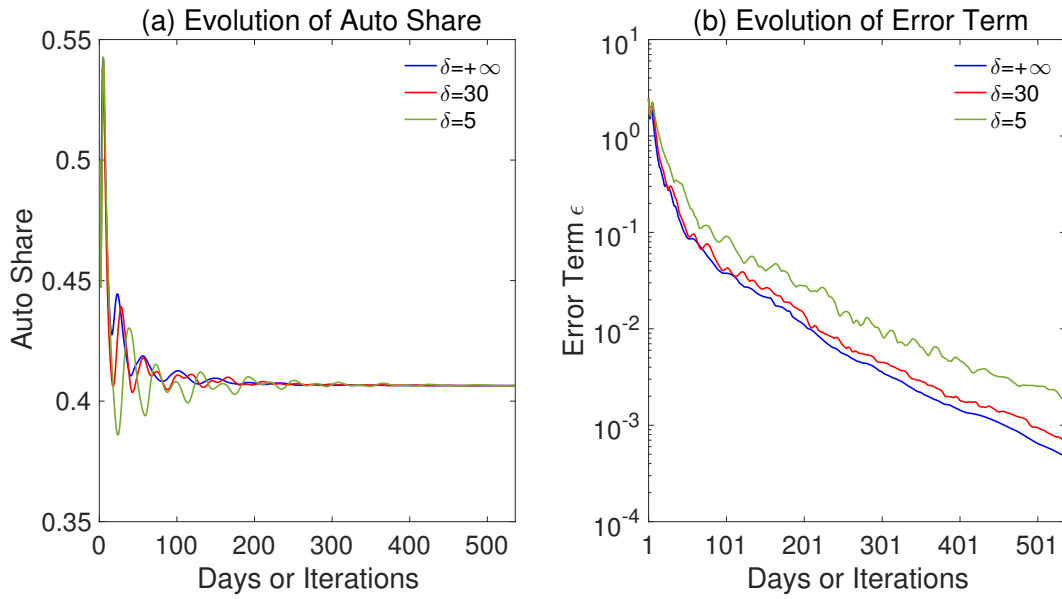 (a) Evolution of Auto Share
0.55
0.5
0.45
0.4
0.35
Auto Share
δ=+∞
δ=30
δ=5
0
100
200
300
400
500
Days or Iterations
(b) Evolution of Error Term
10^1
10^0
10^-1
10^-2
10^-3
10^-4
Error Term ϵ
δ=+∞
δ=30
δ=5
1
101
201
301
401
501
Days or Iterations